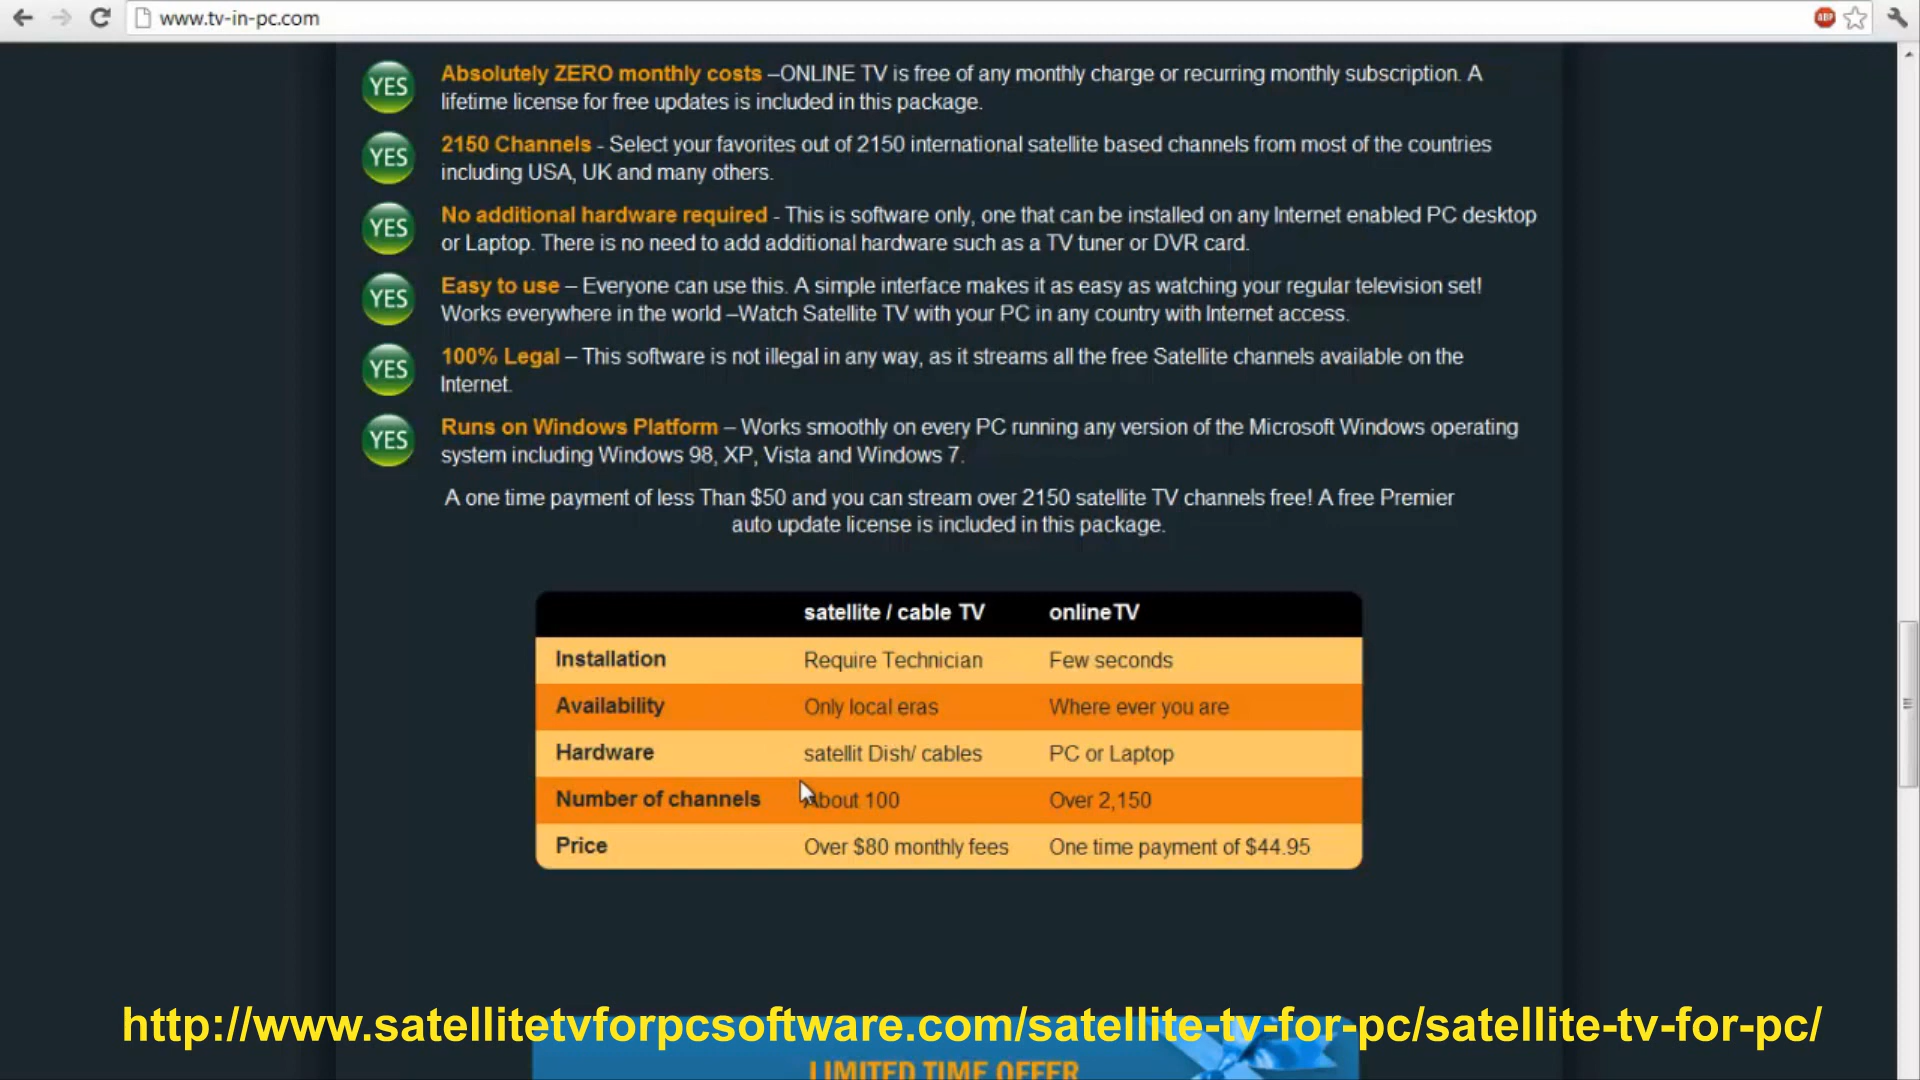 www.tv-in-pc.com
ABP
YES
Absolutely ZERO monthly costs –ONLINE TV is free of any monthly charge or recurring monthly subscription. A
lifetime license for free updates is included in this package.
YES
2150 Channels - Select your favorites out of 2150 international satellite based channels from most of the countries
including USA, UK and many others.
YES
No additional hardware required - This is software only, one that can be installed on any Internet enabled PC desktop
or Laptop. There is no need to add additional hardware such as a TV tuner or DVR card.
YES
Easy to use – Everyone can use this. A simple interface makes it as easy as watching your regular television set!
Works everywhere in the world –Watch Satellite TV with your PC in any country with Internet access.
YES
100% Legal – This software is not illegal in any way, as it streams all the free Satellite channels available on the
Internet.
YES
Runs on Windows Platform – Works smoothly on every PC running any version of the Microsoft Windows operating
system including Windows 98, XP, Vista and Windows 7.
A one time payment of less Than $50 and you can stream over 2150 satellite TV channels free! A free Premier
auto update license is included in this package.
satellite / cable TV onlineTV
Installation Require Technician Few seconds
Availability Only local eras Where ever you are
Hardware satellit Dish/ cables PC or Laptop
Number of channels About 100 Over 2,150
Price Over $80 monthly fees One time payment of $44.95
http://www.satellitetvforpcsoftware.com/satellite-tv-for-pc/satellite-tv-for-pc/
LIMITED TIME OFFER